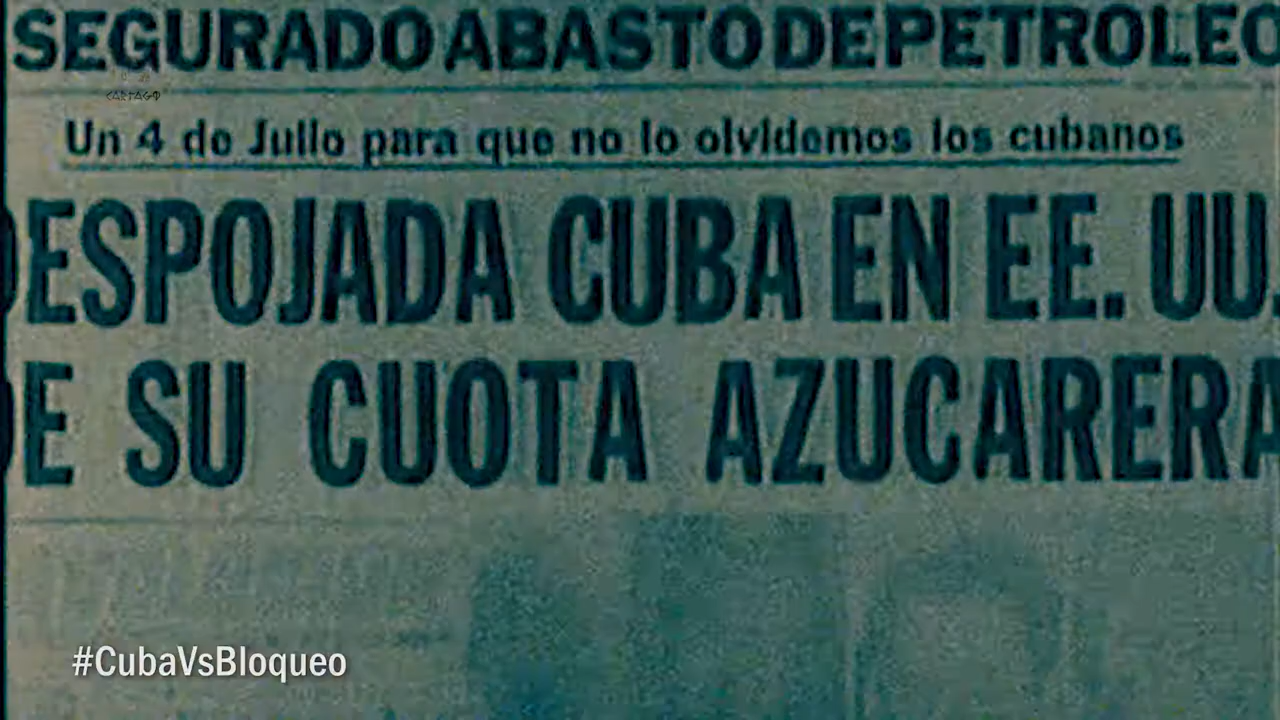 SEGURADO ABASTO DE PETROLEO
CARTAGO
Un 4 de Julio para que no lo olvidemos los cubanos
DESPOJADA CUBA EN EE. UU.
DE SU CUOTA AZUCARERA
#CubaVsBloqueo